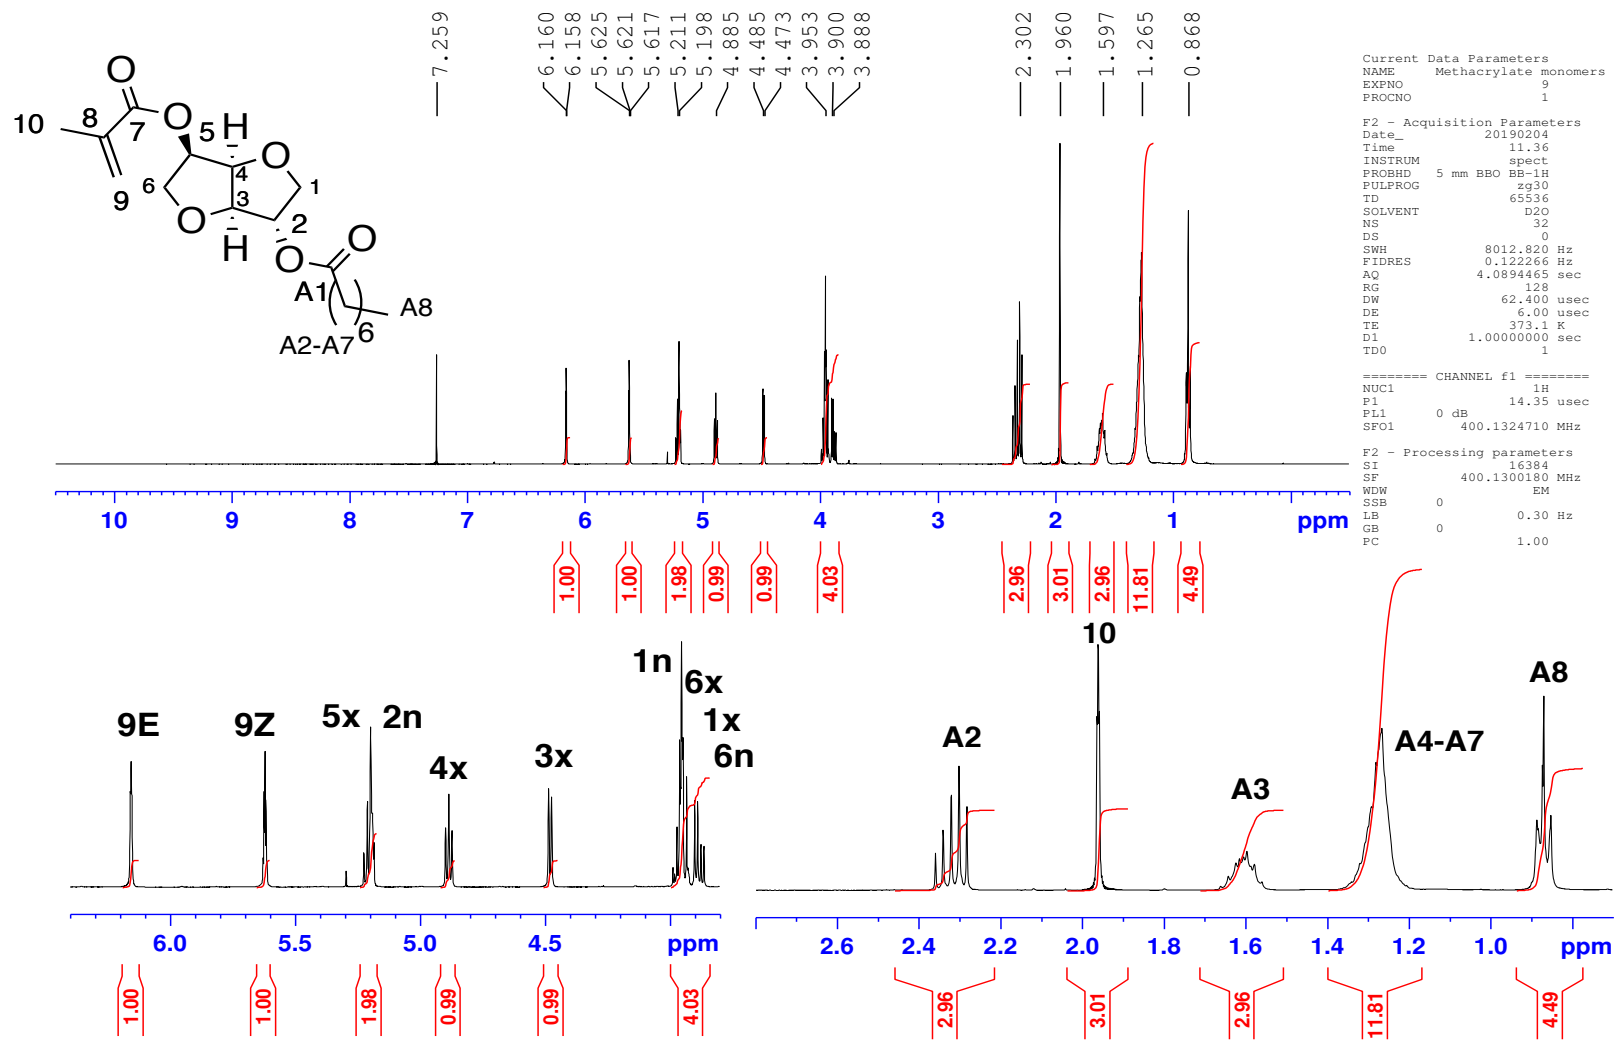 7.259
6.160
6.158
5.625
5.621
5.617
5.211
5.198
4.885
4.485
4.473
3.953
3.900
3.888
2.302
1.960
1.597
1.265
0.868
O
10
8
7
O
5
H
O
9
6
4
1
3
O
2
H
O
O
A1
6
A8
A2-A7
Current Data Parameters
NAME Methacrylate monomers
EXPNO 9
PROCNO 1
F2 - Acquisition Parameters
Date_ 20190204
Time 11.36
INSTRUM spect
PROBHD 5 mm BBO BB-1H
PULPROG zg30
TD 65536
SOLVENT D2O
NS 32
DS 0
SWH 8012.820 Hz
FIDRES 0.122266 Hz
AQ 4.0894465 sec
RG 128
DW 62.400 usec
DE 6.00 usec
TE 373.1 K
D1 1.00000000 sec
TD0 1
======== CHANNEL f1 ========
NUC1 1H
P1 14.35 usec
PL1 0 dB
SFO1 400.1324710 MHz
F2 - Processing parameters
SI 16384
SF 400.1300180 MHz
WDW EM
SSB 0
LB 0.30 Hz
GB 0
PC 1.00
10 9 8 7 6 5 4 3 2 1 ppm
1.00 1.00 1.98 0.99 0.99 4.03 2.96 3.01 2.96 11.81 4.49
9E
9Z
5x
2n
4x
3x
1n
6x
1x
6n
6.0 5.5 5.0 4.5 ppm
1.00 1.00 1.98 0.99 0.99 4.03
A2
10
A3
A4-A7
A8
2.6 2.4 2.2 2.0 1.8 1.6 1.4 1.2 1.0 ppm
2.96 3.01 2.96 11.81 4.49